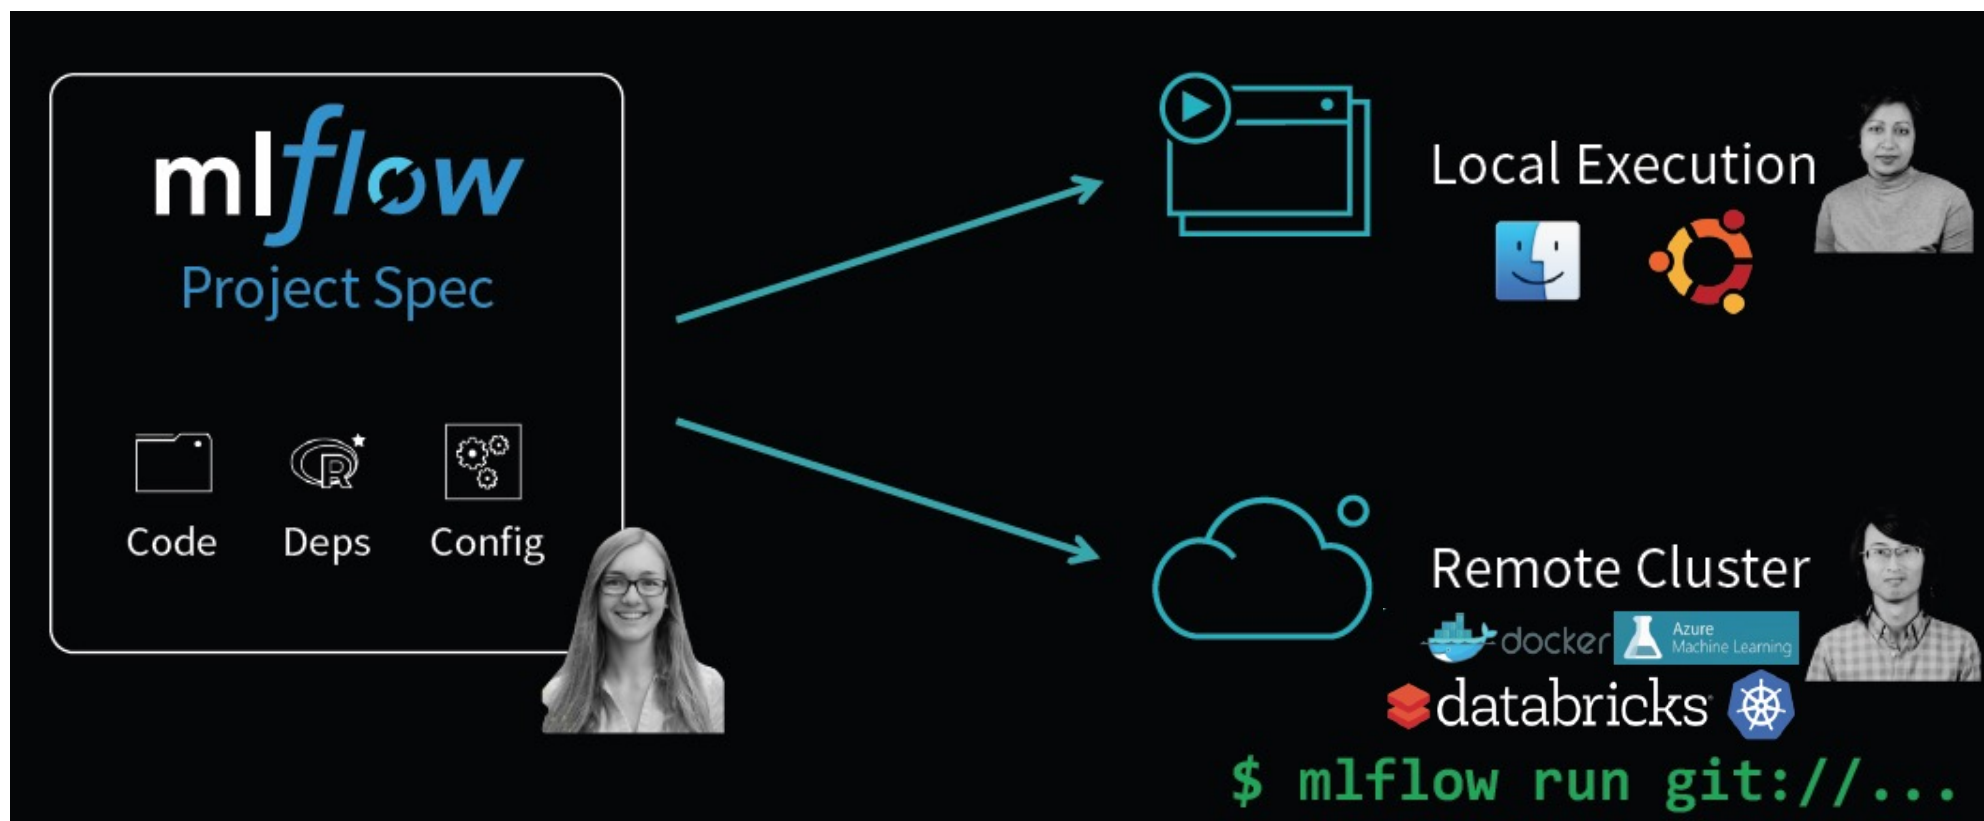 mlflow
Project Spec
R
Code Deps Config
Local Execution
Remote Cluster
docker
Azure
Machine Learning
databricks
$ mlflow run git://...